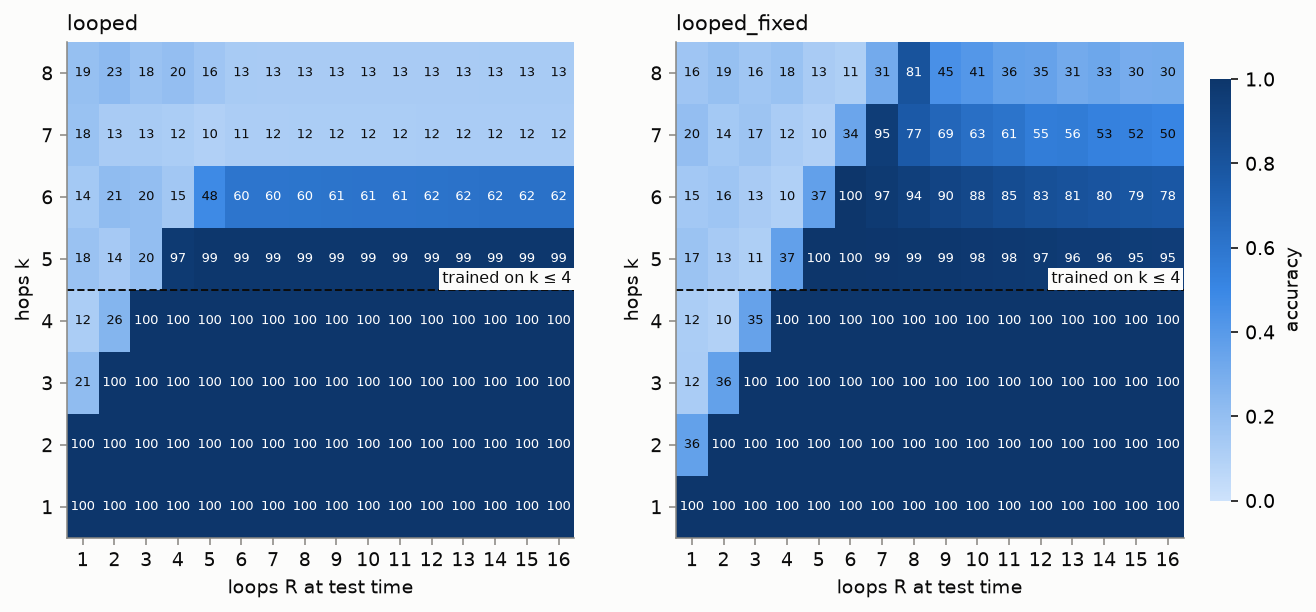 looped
hops k
8 19 23 18 20 16 13 13 13 13 13 13 13 13 13 13 13
7 18 13 13 12 10 11 12 12 12 12 12 12 12 12 12 12
6 14 21 20 15 48 60 60 60 61 61 61 62 62 62 62 62
5 18 14 20 97 99 99 99 99 99 99 99 99 99 99 99 99
trained on k ≤ 4
4 12 26 100 100 100 100 100 100 100 100 100 100 100 100 100 100
3 21 100 100 100 100 100 100 100 100 100 100 100 100 100 100 100
2 100 100 100 100 100 100 100 100 100 100 100 100 100 100 100 100
1 100 100 100 100 100 100 100 100 100 100 100 100 100 100 100 100
1 2 3 4 5 6 7 8 9 10 11 12 13 14 15 16
loops R at test time
looped_fixed
hops k
8 16 19 16 18 13 11 31 81 45 41 36 35 31 33 30 30
7 20 14 17 12 10 34 95 77 69 63 61 55 56 53 52 50
6 15 16 13 10 37 100 97 94 90 88 85 83 81 80 79 78
5 17 13 11 37 100 100 99 99 99 98 98 97 96 96 95 95
trained on k ≤ 4
4 12 10 35 100 100 100 100 100 100 100 100 100 100 100 100 100
3 12 36 100 100 100 100 100 100 100 100 100 100 100 100 100 100
2 36 100 100 100 100 100 100 100 100 100 100 100 100 100 100 100
1 100 100 100 100 100 100 100 100 100 100 100 100 100 100 100 100
1 2 3 4 5 6 7 8 9 10 11 12 13 14 15 16
loops R at test time
1.0
0.8
0.6
0.4
0.2
0.0
accuracy